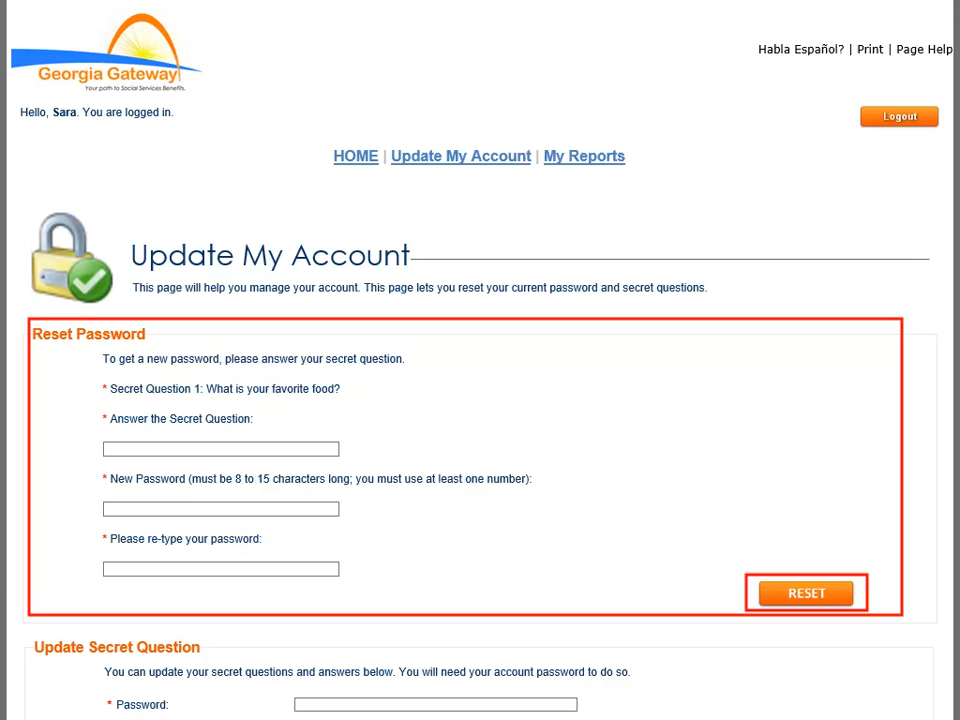 Georgia Gateway
Your path to Social Services Benefits.
Habla Español? | Print | Page Help
Hello, Sara. You are logged in.
Logout
HOME | Update My Account | My Reports
Update My Account
This page will help you manage your account. This page lets you reset your current password and secret questions.
Reset Password
To get a new password, please answer your secret question.
* Secret Question 1: What is your favorite food?
* Answer the Secret Question:
* New Password (must be 8 to 15 characters long; you must use at least one number):
* Please re-type your password:
RESET
Update Secret Question
You can update your secret questions and answers below. You will need your account password to do so.
* Password: